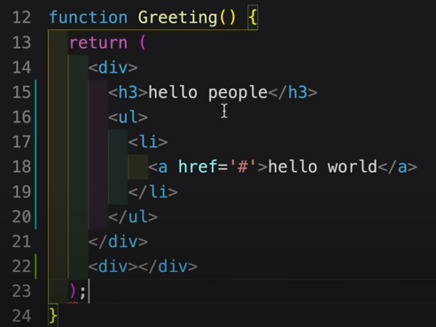 12 function Greeting() {
13   return (
14     <div>
15       <h3>hello people</h3>
16       <ul>
17         <li>
18           <a href='#'>hello world</a>
19         </li>
20       </ul>
21     </div>
22     <div></div>
23   );
24 }